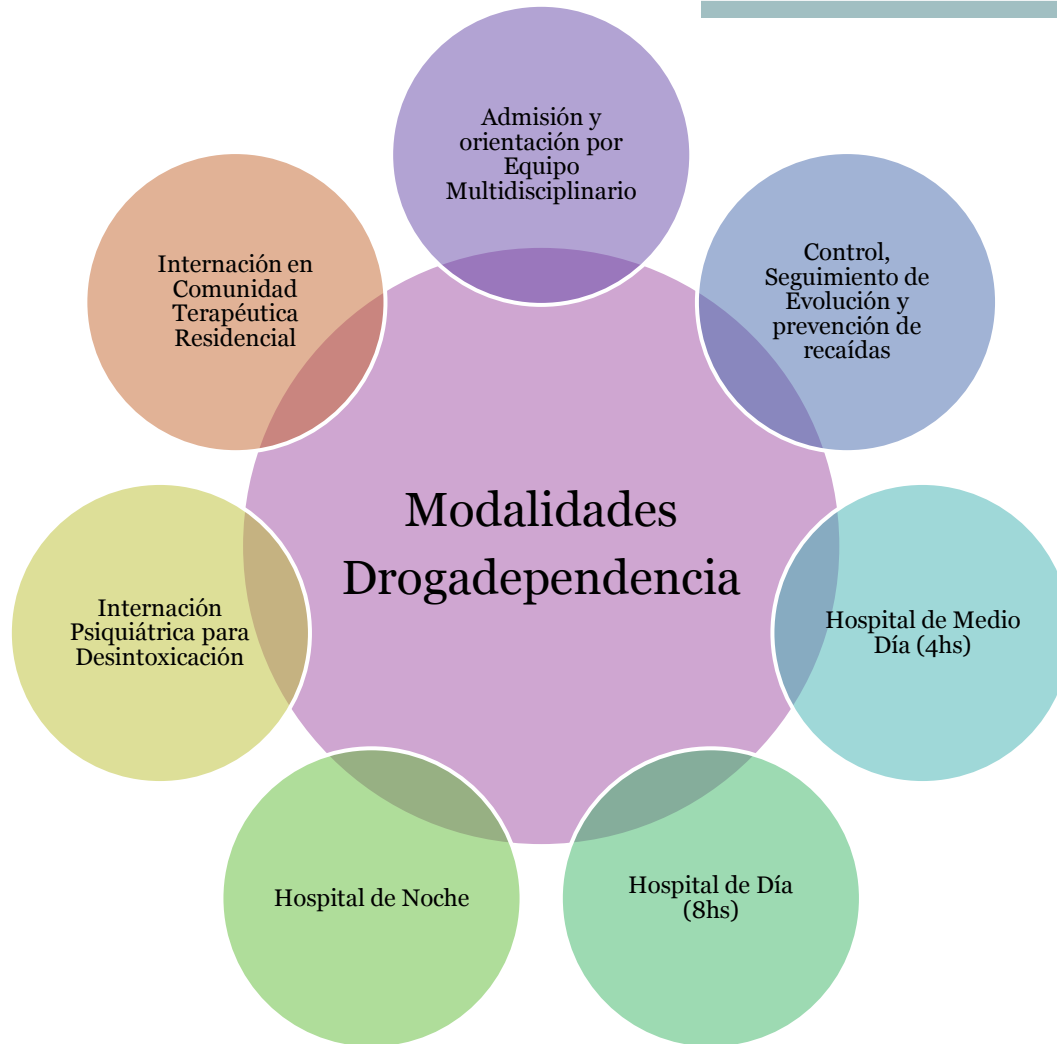 Admisión y
orientación por
Equipo
Multidisciplinario
Control,
Seguimiento de
Evolución y
prevención de
recaídas
Hospital de Medio
Día (4hs)
Hospital de Día
(8hs)
Hospital de Noche
Internación
Psiquiátrica para
Desintoxicación
Internación en
Comunidad
Terapéutica
Residencial
Modalidades
Drogadependencia